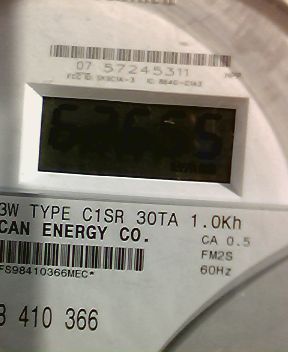 07 57245311
3W TYPE C1SR 30TA 1.0Kh
CAN ENERGY CO.
CA 0.5
FM2S
60Hz
FS98410366MEC*
3 410 366